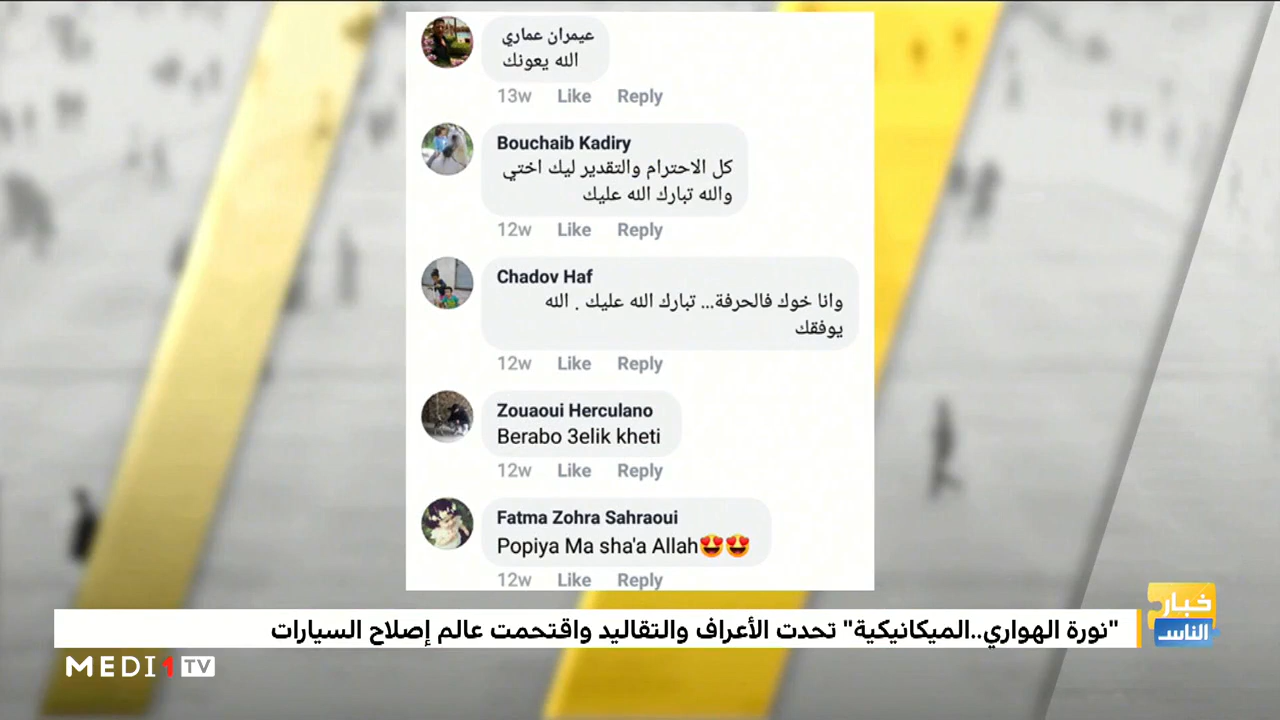 عيمران عماري
الله يعونك
13w Like Reply
Bouchaib Kadiry
كل الاحترام والتقدير ليك اختي
والله تبارك الله عليك
12w Like Reply
Chadov Haf
وانا خوك فالحرفة... تبارك الله عليك . الله
يوفقك
12w Like Reply
Zouaoui Herculano
Berabo 3elik kheti
12w Like Reply
Fatma Zohra Sahraoui
Popiya Ma sha'a Allah😍😍
12w Like Reply
خبار
الناس
"نورة الهواري..الميكانيكية" تحدت الأعراف والتقاليد واقتحمت عالم إصلاح السيارات
MEDI1 TV